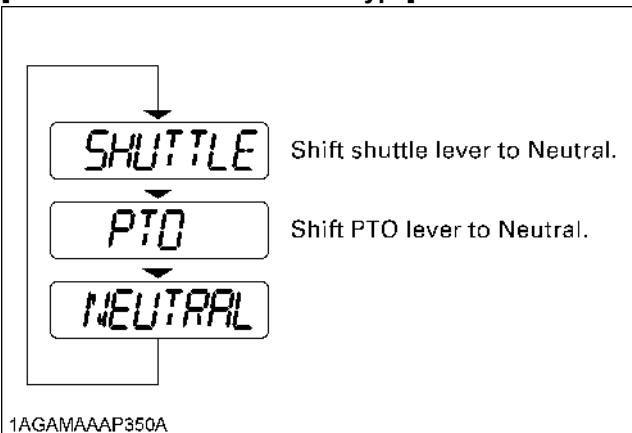 SHUTTLE Shift shuttle lever to Neutral.
PTO Shift PTO lever to Neutral.
NEUTRAL
1AGAMAAAP350A